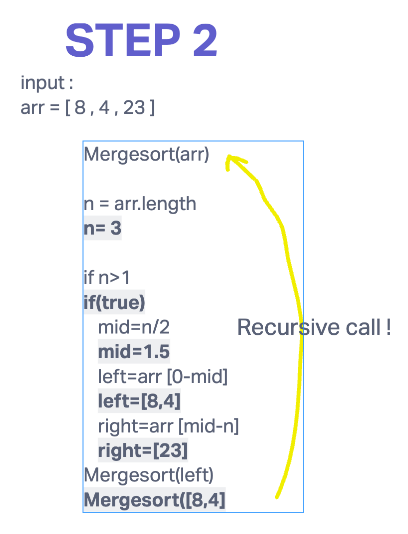 STEP 2
input :
arr = [ 8 , 4 , 23 ]
Mergesort(arr)
n = arr.length
n= 3
if n>1
if(true)
mid=n/2
Recursive call !
mid=1.5
left=arr [0-mid]
left=[8,4]
right=arr [mid-n]
right=[23]
Mergesort(left)
Mergesort([8,4]